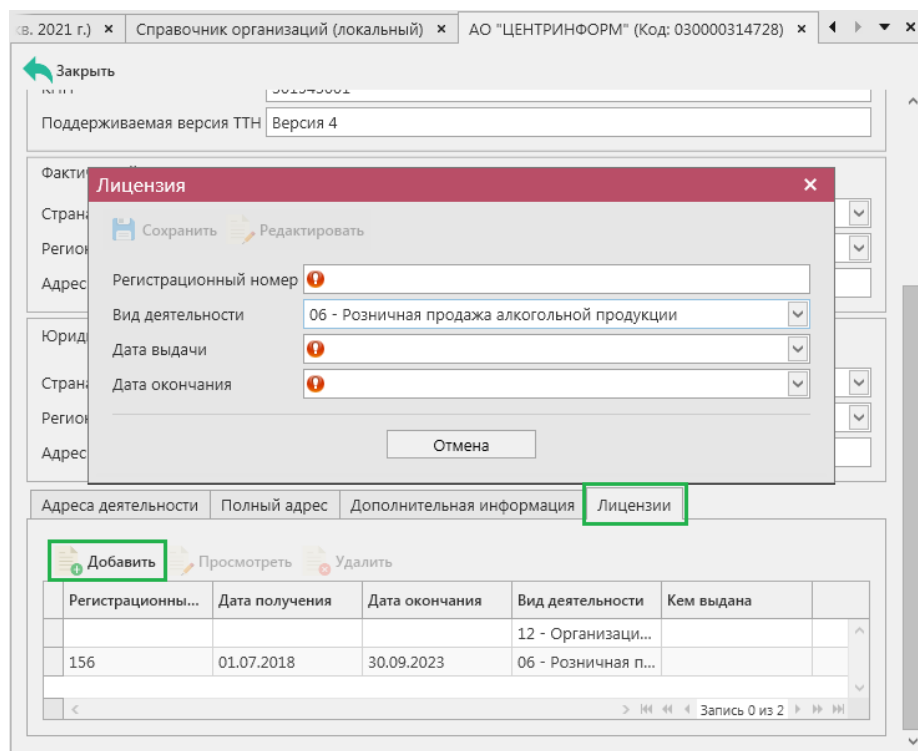 кв. 2021 г.) × Справочник организаций (локальный) × АО "ЦЕНТРИНФОРМ" (Код: 030000314728) ×
Закрыть
Поддерживаемая версия ТТН Версия 4
Лицензия
Сохранить Редактировать
Страна
Регион
Адрес
Регистрационный номер
Вид деятельности 06 - Розничная продажа алкогольной продукции
Дата выдачи
Дата окончания
Страна
Регион
Адрес
Отмена
Адреса деятельности Полный адрес Дополнительная информация Лицензии
Добавить Просмотреть Удалить
Регистрационны... Дата получения Дата окончания Вид деятельности Кем выдана
12 - Организаци...
156 01.07.2018 30.09.2023 06 - Розничная п...
Запись 0 из 2